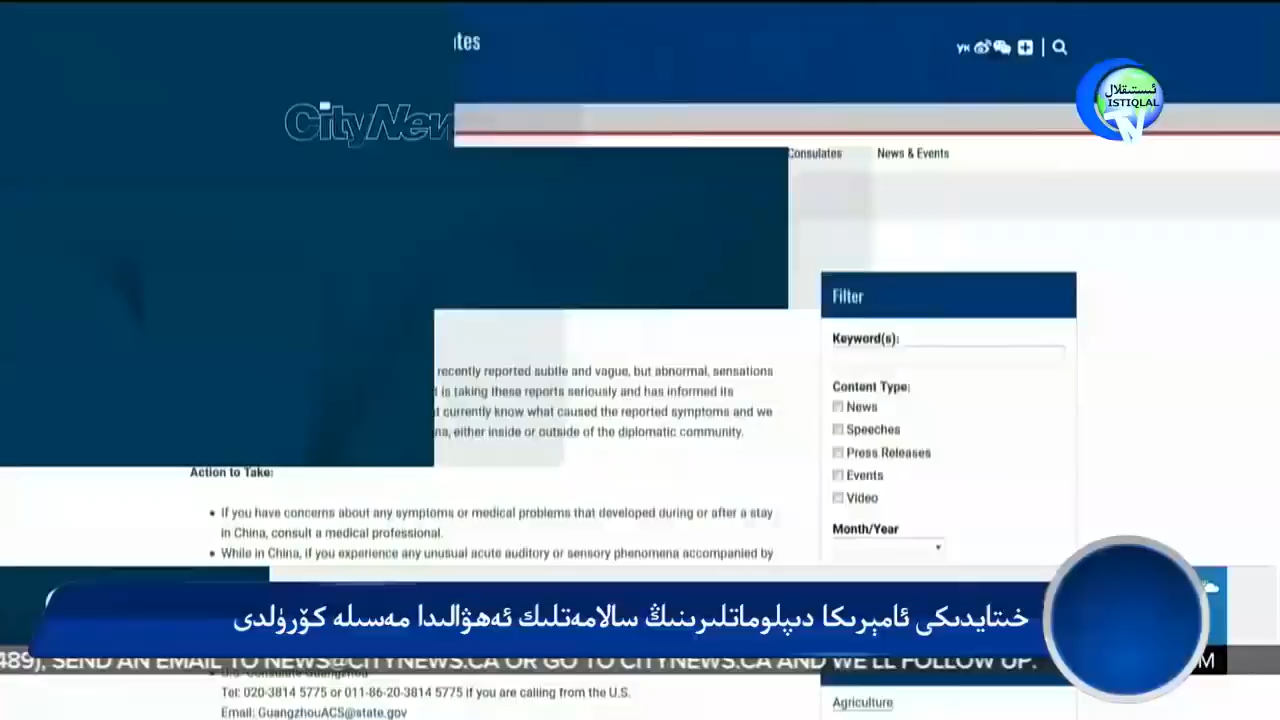 CityNew
ئىستىقلال
ISTIQLAL
TV
Consulates News & Events
Filter
Keyword(s):
recently reported subtle and vague, but abnormal, sensations
is taking these reports seriously and has informed its
currently know what caused the reported symptoms and we
either inside or outside of the diplomatic community.
Content Type:
News
Speeches
Press Releases
Events
Video
Month/Year
Action to Take:
• If you have concerns about any symptoms or medical problems that developed during or after a stay
in China, consult a medical professional.
• While in China, if you experience any unusual acute auditory or sensory phenomena accompanied by
خىتايدىكى ئامېرىكا دىپلوماتلىرىنىڭ سالامەتلىك ئەھۋالىدا مەسىلە كۆرۈلدى
489), SEND AN EMAIL TO NEWS@CITYNEWS.CA OR GO TO CITYNEWS.CA AND WE'LL FOLLOW UP.
Tel: 020-3814 5775 or 011-86-20-3814 5775 if you are calling from the U.S.
Email: GuangzhouACS@state.gov
Agriculture